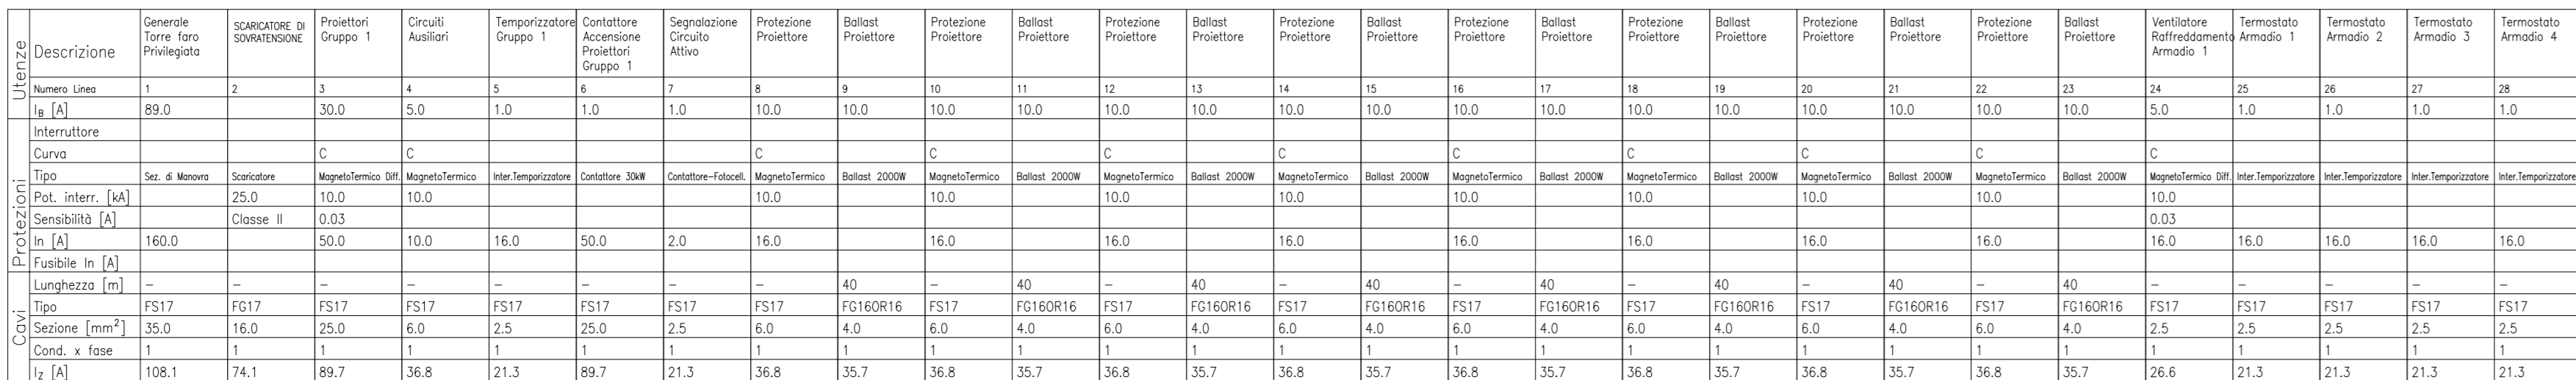 Utenze
Descrizione
Generale Torre faro Privilegiata
SCARICATORE DI SOVRATENSIONE
Proiettori Gruppo 1
Circuiti Ausiliari
Temporizzatore Gruppo 1
Contattore Accensione Proiettori Gruppo 1
Segnalazione Circuito Attivo
Protezione Proiettore
Ballast Proiettore
Protezione Proiettore
Ballast Proiettore
Protezione Proiettore
Ballast Proiettore
Protezione Proiettore
Ballast Proiettore
Protezione Proiettore
Ballast Proiettore
Protezione Proiettore
Ballast Proiettore
Protezione Proiettore
Ballast Proiettore
Protezione Proiettore
Ballast Proiettore
Ventilatore Raffreddamento Armadio 1
Termostato Armadio 1
Termostato Armadio 2
Termostato Armadio 3
Termostato Armadio 4
Numero Linea 1 2 3 4 5 6 7 8 9 10 11 12 13 14 15 16 17 18 19 20 21 22 23 24 25 26 27 28
IB [A] 89.0 30.0 5.0 1.0 1.0 1.0 10.0 10.0 10.0 10.0 10.0 10.0 10.0 10.0 10.0 10.0 10.0 10.0 10.0 10.0 10.0 10.0 5.0 1.0 1.0 1.0 1.0
Protezioni
Interruttore
Curva C C C C C C C C C C C
Tipo Sez. di Manovra Scaricatore MagnetoTermico Diff. MagnetoTermico Inter.Temporizzatore Contattore 30kW Contattore-Fotocell. MagnetoTermico Ballast 2000W MagnetoTermico Ballast 2000W MagnetoTermico Ballast 2000W MagnetoTermico Ballast 2000W MagnetoTermico Ballast 2000W MagnetoTermico Ballast 2000W MagnetoTermico Ballast 2000W MagnetoTermico Ballast 2000W MagnetoTermico Diff. Inter.Temporizzatore Inter.Temporizzatore Inter.Temporizzatore Inter.Temporizzatore
Pot. interr. [kA] 25.0 10.0 10.0 10.0 10.0 10.0 10.0 10.0 10.0 10.0 10.0 10.0
Sensibilità [A] Classe II 0.03 0.03
In [A] 160.0 50.0 10.0 16.0 50.0 2.0 16.0 16.0 16.0 16.0 16.0 16.0 16.0 16.0 16.0 16.0 16.0 16.0 16.0
Fusibile In [A]
Cavi
Lunghezza [m] – – – – – – – – 40 – 40 – 40 – 40 – 40 – 40 – 40 – 40 – – – – –
Tipo FS17 FG17 FS17 FS17 FS17 FS17 FS17 FS17 FG16OR16 FS17 FG16OR16 FS17 FG16OR16 FS17 FG16OR16 FS17 FG16OR16 FS17 FG16OR16 FS17 FG16OR16 FS17 FG16OR16 FS17 FS17 FS17 FS17 FS17
Sezione [mm²] 35.0 16.0 25.0 6.0 2.5 25.0 2.5 6.0 4.0 6.0 4.0 6.0 4.0 6.0 4.0 6.0 4.0 6.0 4.0 6.0 4.0 6.0 4.0 2.5 2.5 2.5 2.5 2.5
Cond. x fase 1 1 1 1 1 1 1 1 1 1 1 1 1 1 1 1 1 1 1 1 1 1 1 1 1 1 1 1
IZ [A] 108.1 74.1 89.7 36.8 21.3 89.7 21.3 36.8 35.7 36.8 35.7 36.8 35.7 36.8 35.7 36.8 35.7 36.8 35.7 36.8 35.7 36.8 35.7 26.6 21.3 21.3 21.3 21.3